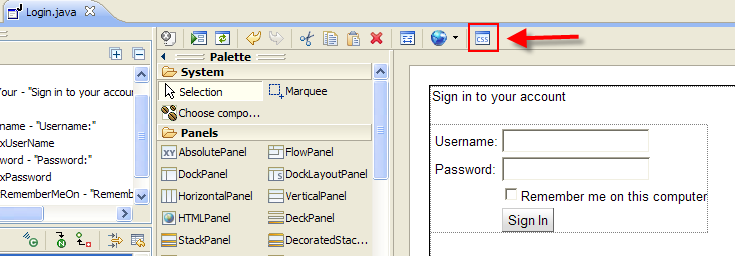 Login.java
CSS
Palette
System
Selection
Marquee
Choose compo...
Panels
AbsolutePanel
FlowPanel
DockPanel
DockLayoutPanel
HorizontalPanel
VerticalPanel
HTMLPanel
DeckPanel
StackPanel
DecoratedStac...
our - "Sign in to your accou
name - "Username:"
xUserName
word - "Password:"
xPassword
RememberMeOn - "Rememb
Sign in to your account
Username:
Password:
Remember me on this computer
Sign In